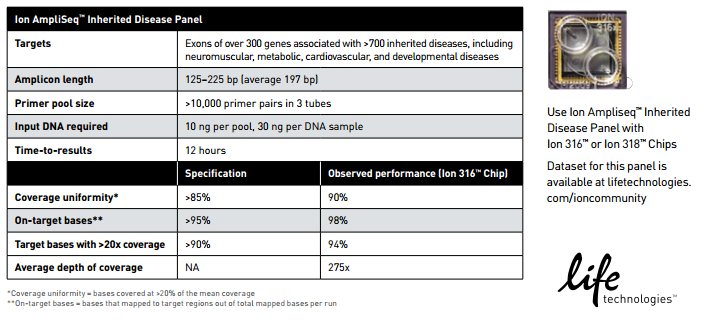 Ion AmpliSeq™ Inherited Disease Panel
Targets
Exons of over 300 genes associated with >700 inherited diseases, including
neuromuscular, metabolic, cardiovascular, and developmental diseases
Amplicon length
125–225 bp (average 197 bp)
Primer pool size
>10,000 primer pairs in 3 tubes
Input DNA required
10 ng per pool, 30 ng per DNA sample
Time-to-results
12 hours
Specification
Observed performance (Ion 316™ Chip)
Coverage uniformity*
>85%
90%
On-target bases**
>95%
98%
Target bases with >20x coverage
>90%
94%
Average depth of coverage
NA
275x
*Coverage uniformity = bases covered at >20% of the mean coverage
**On-target bases = bases that mapped to target regions out of total mapped bases per run
Ion
316
Use Ion Ampliseq™ Inherited
Disease Panel with
Ion 316™ or Ion 318™ Chips
Dataset for this panel is
available at lifetechnologies.
com/ioncommunity
life
technologies™